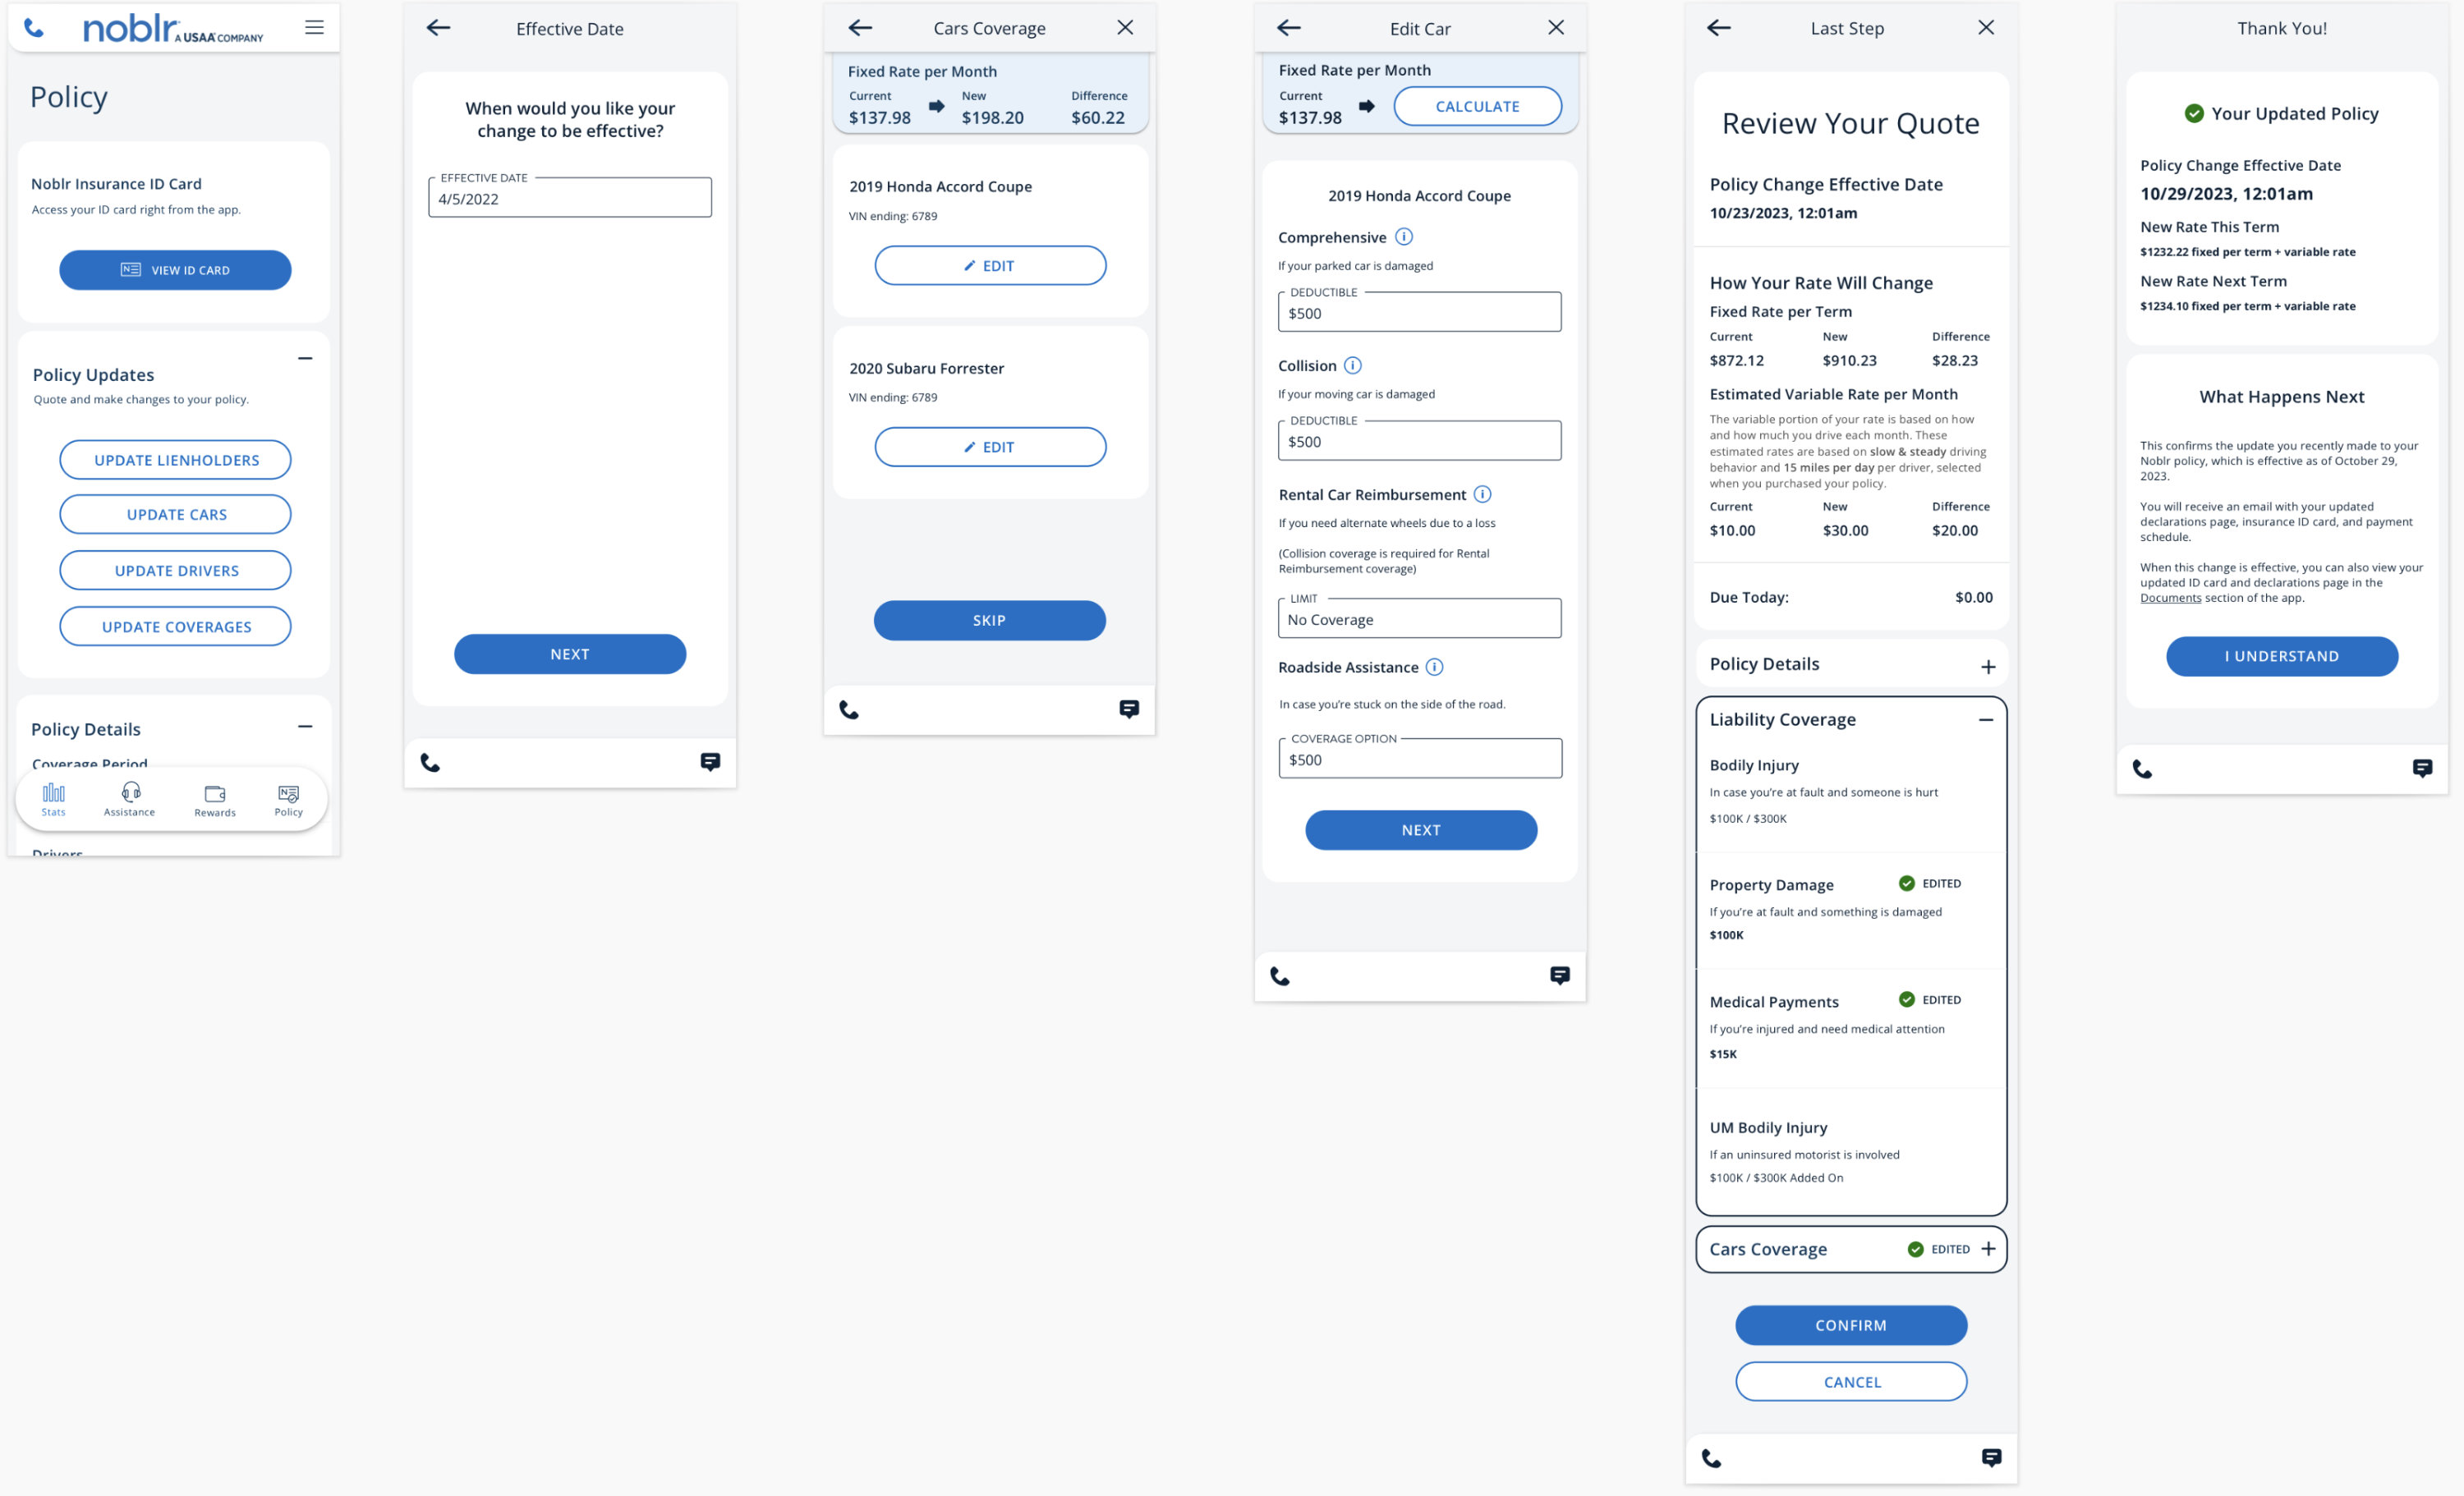 noblr A USAA COMPANY
Policy
Noblr Insurance ID Card
Access your ID card right from the app.
VIEW ID CARD
Policy Updates
Quote and make changes to your policy.
UPDATE LIENHOLDERS
UPDATE CARS
UPDATE DRIVERS
UPDATE COVERAGES
Policy Details
Coverage Period
Stats
Assistance
Rewards
Policy
Drivers
Effective Date
When would you like your
change to be effective?
EFFECTIVE DATE
4/5/2022
NEXT
Cars Coverage
Fixed Rate per Month
Current New Difference
$137.98 $198.20 $60.22
2019 Honda Accord Coupe
VIN ending: 6789
EDIT
2020 Subaru Forrester
VIN ending: 6789
EDIT
SKIP
Edit Car
Fixed Rate per Month
Current
$137.98
CALCULATE
2019 Honda Accord Coupe
Comprehensive
If your parked car is damaged
DEDUCTIBLE
$500
Collision
If your moving car is damaged
DEDUCTIBLE
$500
Rental Car Reimbursement
If you need alternate wheels due to a loss
(Collision coverage is required for Rental
Reimbursement coverage)
LIMIT
No Coverage
Roadside Assistance
In case you're stuck on the side of the road.
COVERAGE OPTION
$500
NEXT
Last Step
Review Your Quote
Policy Change Effective Date
10/23/2023, 12:01am
How Your Rate Will Change
Fixed Rate per Term
Current New Difference
$872.12 $910.23 $28.23
Estimated Variable Rate per Month
The variable portion of your rate is based on how
and how much you drive each month. These
estimated rates are based on slow & steady driving
behavior and 15 miles per day per driver, selected
when you purchased your policy.
Current New Difference
$10.00 $30.00 $20.00
Due Today: $0.00
Policy Details
Liability Coverage
Bodily Injury
In case you're at fault and someone is hurt
$100K / $300K
Property Damage EDITED
If you're at fault and something is damaged
$100K
Medical Payments EDITED
If you're injured and need medical attention
$15K
UM Bodily Injury
If an uninsured motorist is involved
$100K / $300K Added On
Cars Coverage EDITED
CONFIRM
CANCEL
Thank You!
Your Updated Policy
Policy Change Effective Date
10/29/2023, 12:01am
New Rate This Term
$1232.22 fixed per term + variable rate
New Rate Next Term
$1234.10 fixed per term + variable rate
What Happens Next
This confirms the update you recently made to your
Noblr policy, which is effective as of October 29,
2023.
You will receive an email with your updated
declarations page, insurance ID card, and payment
schedule.
When this change is effective, you can also view your
updated ID card and declarations page in the
Documents section of the app.
I UNDERSTAND